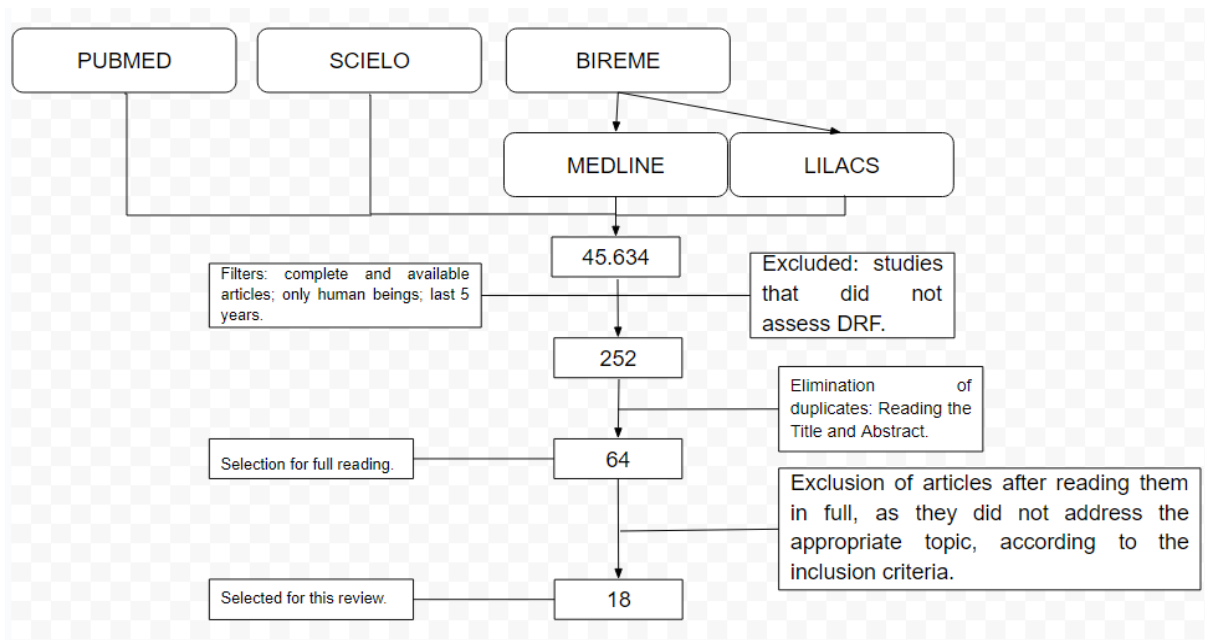 PUBMED
SCIELO
BIREME
MEDLINE
LILACS
45.634
Filters: complete and available
articles; only human beings; last 5
years.
Excluded: studies
that did not
assess DRF.
252
Elimination of
duplicates: Reading the
Title and Abstract.
Selection for full reading.
64
Exclusion of articles after reading them
in full, as they did not address the
appropriate topic, according to the
inclusion criteria.
Selected for this review.
18